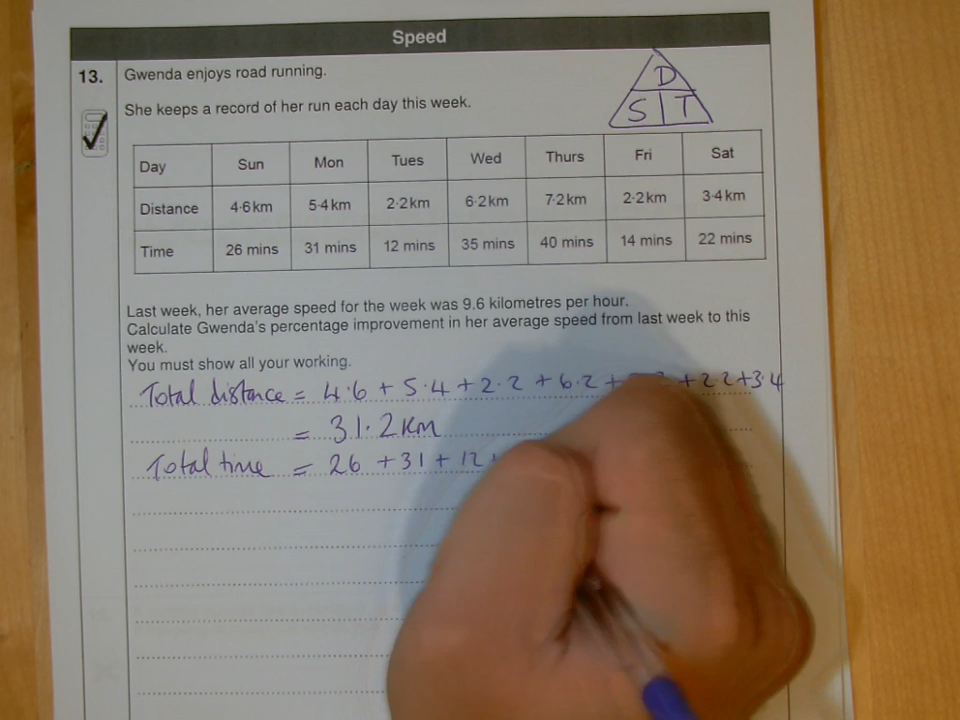 Speed
13. Gwenda enjoys road running.
D
S T
She keeps a record of her run each day this week.
Day Sun Mon Tues Wed Thurs Fri Sat
Distance 4·6 km 5·4 km 2·2 km 6·2 km 7·2 km 2·2 km 3·4 km
Time 26 mins 31 mins 12 mins 35 mins 40 mins 14 mins 22 mins
Last week, her average speed for the week was 9.6 kilometres per hour.
Calculate Gwenda's percentage improvement in her average speed from last week to this
week.
You must show all your working.
Total distance = 4·6 + 5·4 + 2·2 + 6·2 + + 2·2 + 3·4
= 31·2 km
Total time = 26 + 31 + 12 +